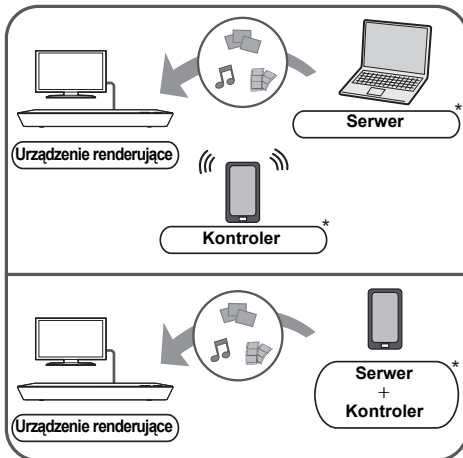 Serwer*
Urządzenie renderujące
Kontroler*
Serwer*
+
Kontroler
Urządzenie renderujące